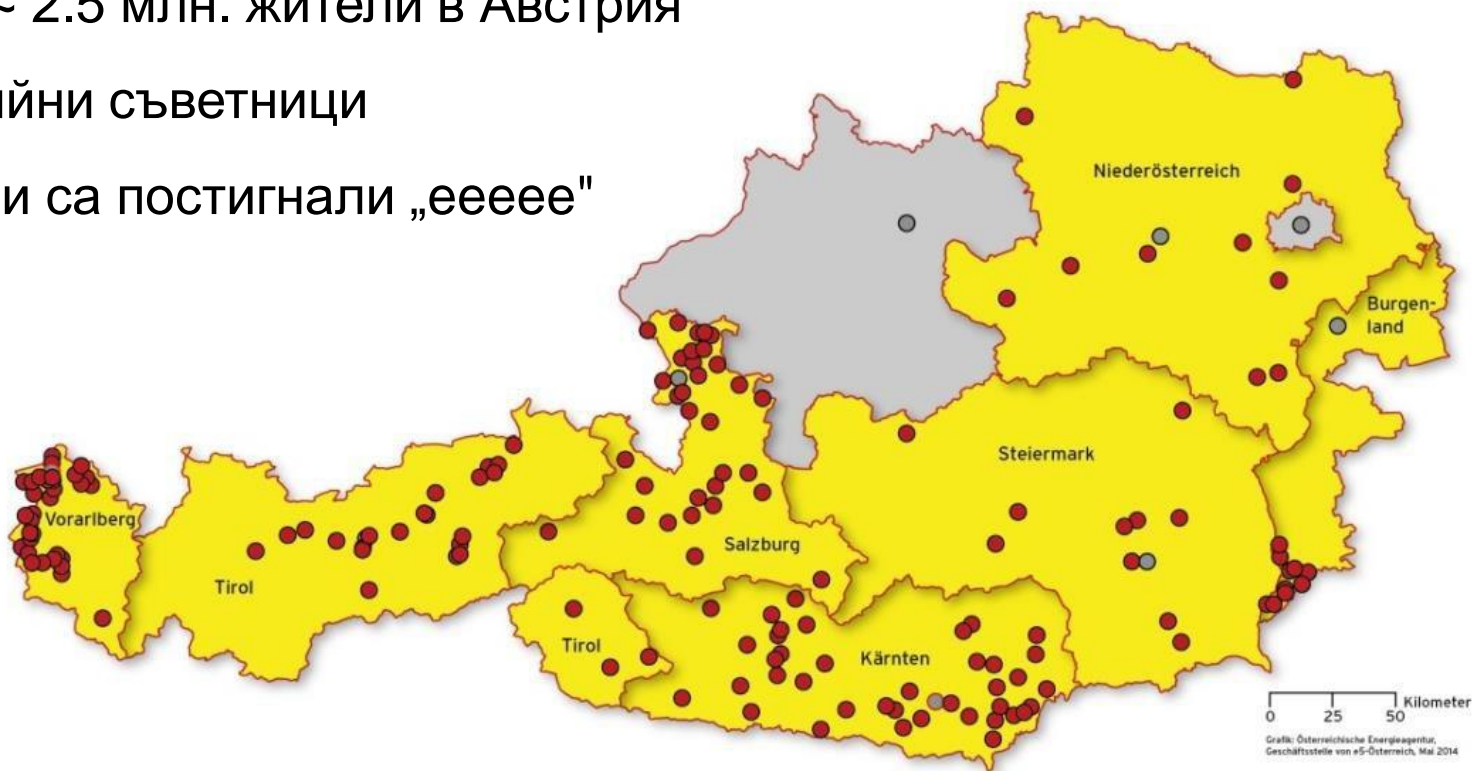 ~ 2.5 млн. жители в Австрия
йни съветници
и са постигнали „еееее"
Niederösterreich
Burgen-
land
Steiermark
Vorarlberg
Salzburg
Tirol
Tirol
Kärnten
Kilometer
0 25 50
Grafik: Österreichische Energieagentur,
Geschäftsstelle von e5-Österreich, Mai 2014